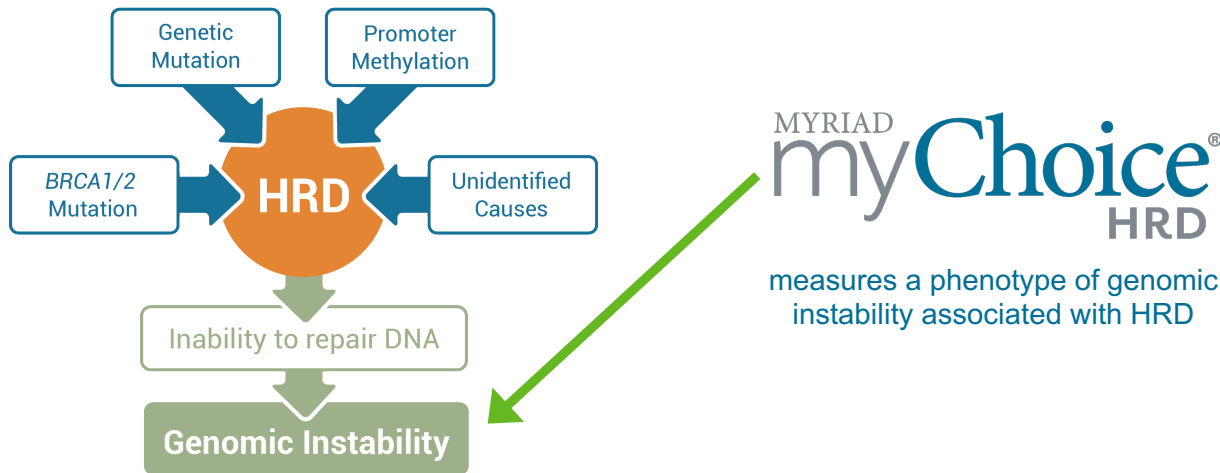 Genetic
Mutation
Promoter
Methylation
BRCA1/2
Mutation
HRD
Unidentified
Causes
Inability to repair DNA
Genomic Instability
MYRIAD
myChoice®
HRD
measures a phenotype of genomic
instability associated with HRD